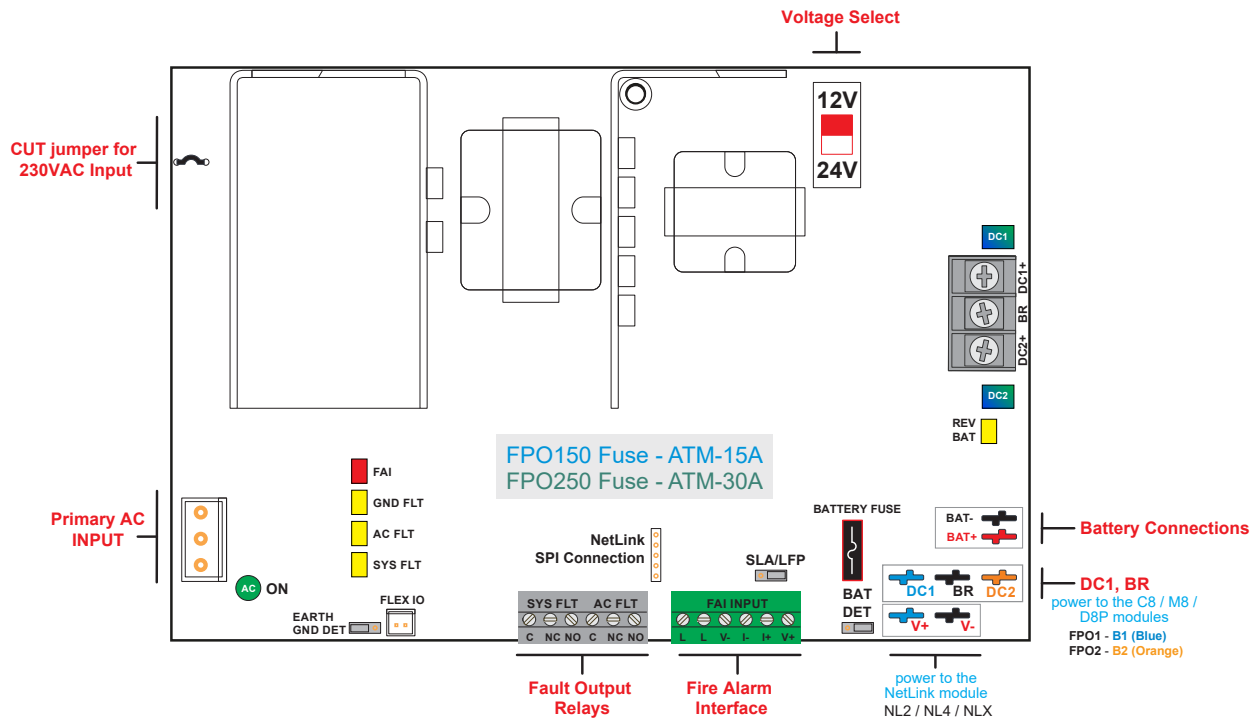 Voltage Select
12V
24V
CUT jumper for
230VAC Input
DC1
DC1+
BR
DC2+
DC2
REV
BAT
FPO150 Fuse - ATM-15A
FPO250 Fuse - ATM-30A
FAI
GND FLT
AC FLT
SYS FLT
Primary AC
INPUT
AC
ON
EARTH
GND DET
FLEX IO
NetLink
SPI Connection
SLA/LFP
BATTERY FUSE
BAT
DET
BAT-
BAT+
Battery Connections
DC1
BR
DC2
V+
V-
DC1, BR
power to the C8 / M8 /
D8P modules
FPO1 - B1 (Blue)
FPO2 - B2 (Orange)
SYS FLT AC FLT
C NC NO C NC NO
FAI INPUT
L L V- I- I+ V+
Fault Output
Relays
Fire Alarm
Interface
power to the
NetLink module
NL2 / NL4 / NLX